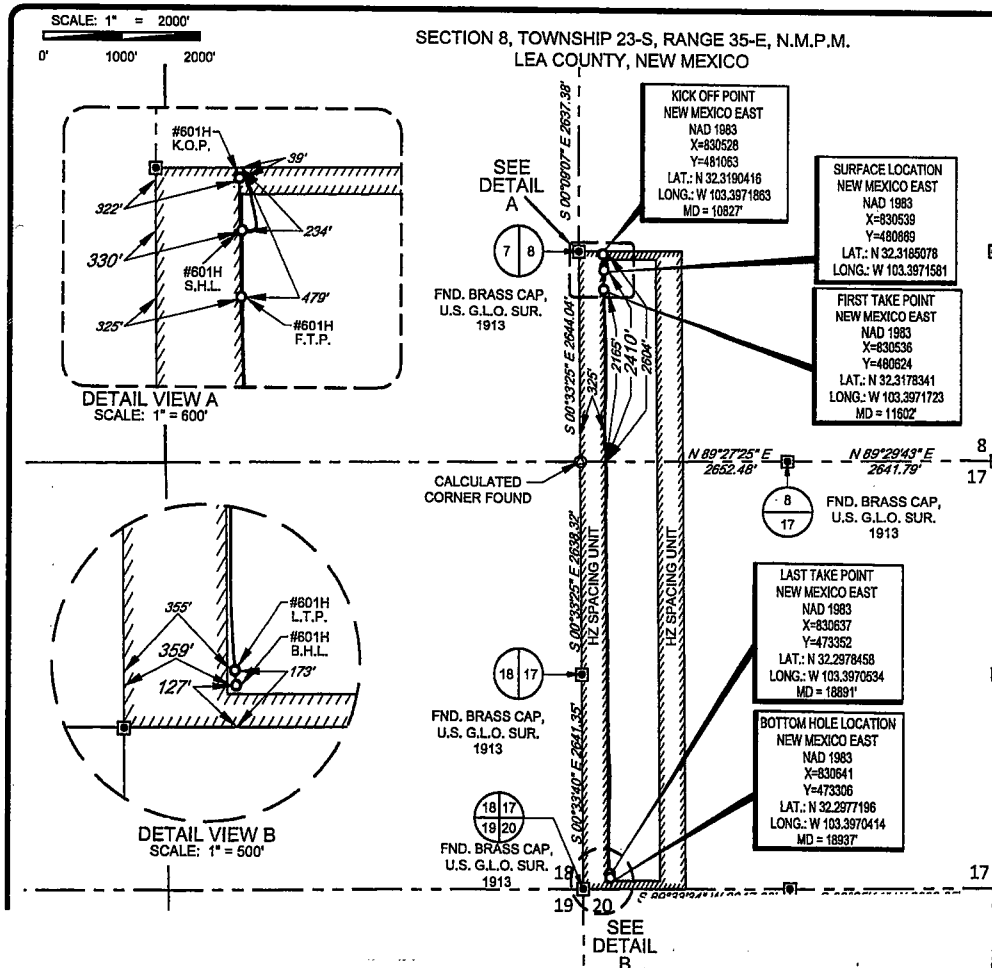 SCALE: 1" = 2000'
0' 1000' 2000'
SECTION 8, TOWNSHIP 23-S, RANGE 35-E, N.M.P.M.
LEA COUNTY, NEW MEXICO
#601H
K.O.P.
39'
322'
330'
234'
#601H
S.H.L.
325'
479'
#601H
F.T.P.
DETAIL VIEW A
SCALE: 1" = 600'
S 00°09'07" E 2637.38'
SEE
DETAIL
A
7 8
FND. BRASS CAP,
U.S. G.L.O. SUR.
1913
S 00°33'25" E 2644.04'
KICK OFF POINT
NEW MEXICO EAST
NAD 1983
X=830528
Y=481063
LAT.: N 32.3190416
LONG.: W 103.3971863
MD = 10827'
SURFACE LOCATION
NEW MEXICO EAST
NAD 1983
X=830539
Y=480869
LAT.: N 32.3185078
LONG.: W 103.3971581
FIRST TAKE POINT
NEW MEXICO EAST
NAD 1983
X=830536
Y=480624
LAT.: N 32.3178341
LONG.: W 103.3971723
MD = 11602'
325'
2165'
2410'
2604'
N 89°27'25" E
2652.48'
N 89°29'43" E
2641.79'
8
17
CALCULATED
CORNER FOUND
8
17
FND. BRASS CAP,
U.S. G.L.O. SUR.
1913
S 00°33'25" E 2638.32'
HZ SPACING UNIT
HZ SPACING UNIT
355'
359'
127'
#601H
L.T.P.
#601H
B.H.L.
173'
DETAIL VIEW B
SCALE: 1" = 500'
18 17
FND. BRASS CAP,
U.S. G.L.O. SUR.
1913
S 00°33'40" E 2641.35'
LAST TAKE POINT
NEW MEXICO EAST
NAD 1983
X=830637
Y=473352
LAT.: N 32.2978458
LONG.: W 103.3970534
MD = 18891'
BOTTOM HOLE LOCATION
NEW MEXICO EAST
NAD 1983
X=830641
Y=473306
LAT.: N 32.2977196
LONG.: W 103.3970414
MD = 18937'
18 17
19 20
FND. BRASS CAP,
U.S. G.L.O. SUR.
1913
18
17
19 20
SEE
DETAIL
B